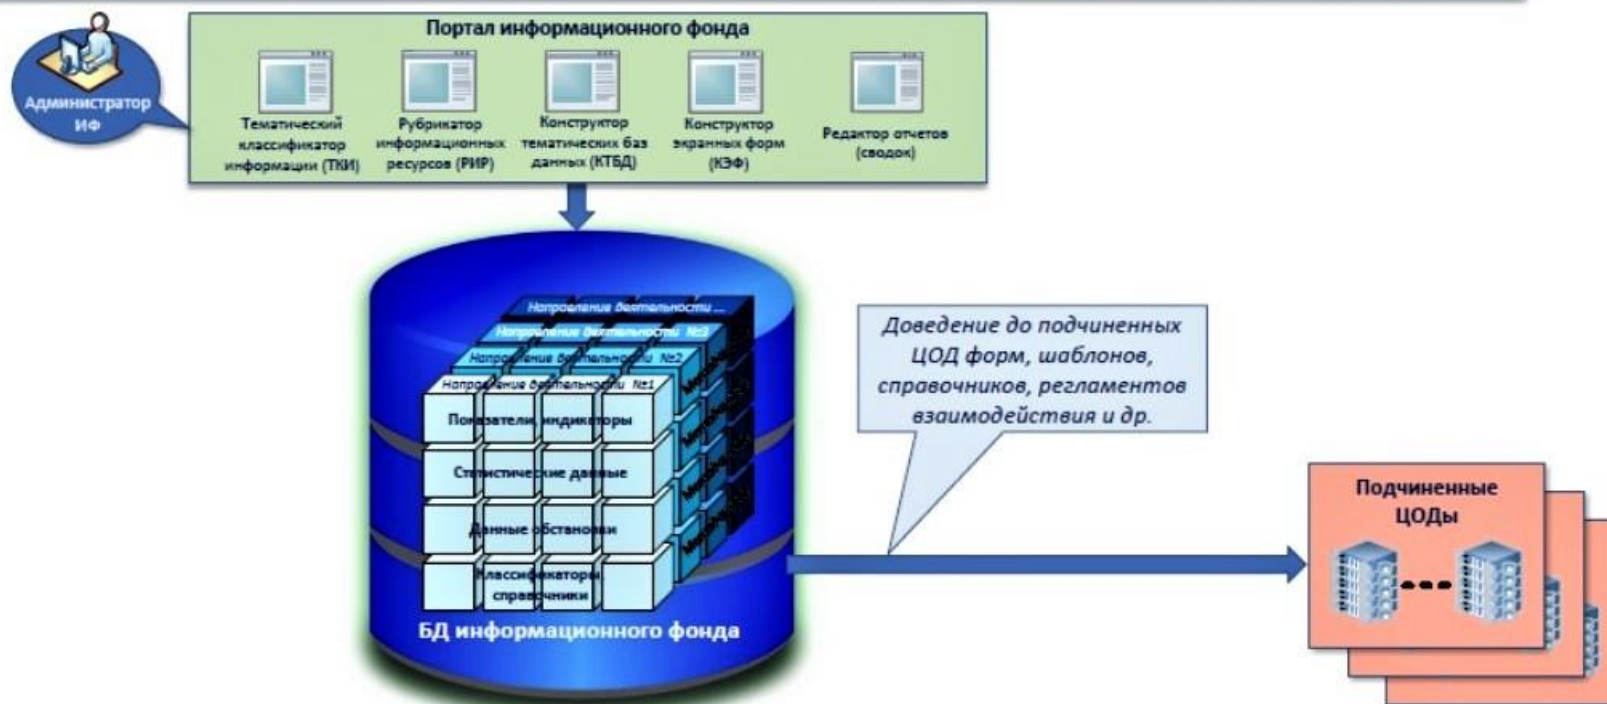 Портал информационного фонда
Администратор
ИФ
Тематический
классификатор
информации (ТКИ)
Рубрикатор
информационных
ресурсов (РИР)
Конструктор
тематических баз
данных (КТБД)
Конструктор
экранных форм
(КЭФ)
Редактор отчетов
(сводок)
Направление деятельности ...
Направление деятельности №3
Направление деятельности №2
Направление деятельности №1
Показатели, индикаторы
Статистические данные
Данные обстановки
Классификаторы,
справочники
БД информационного фонда
Доведение до подчиненных
ЦОД форм, шаблонов,
справочников, регламентов
взаимодействия и др.
Подчиненные
ЦОДы